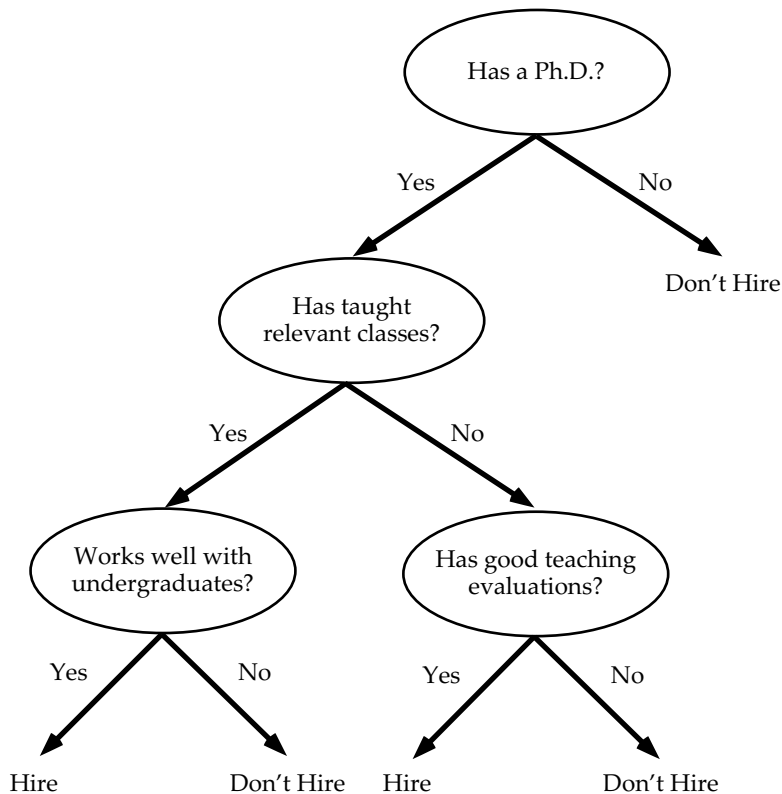 Has a Ph.D.?
Yes
No
Don’t Hire
Has taught
relevant classes?
Yes
No
Works well with
undergraduates?
Has good teaching
evaluations?
Yes
No
Yes
No
Hire
Don’t Hire
Hire
Don’t Hire